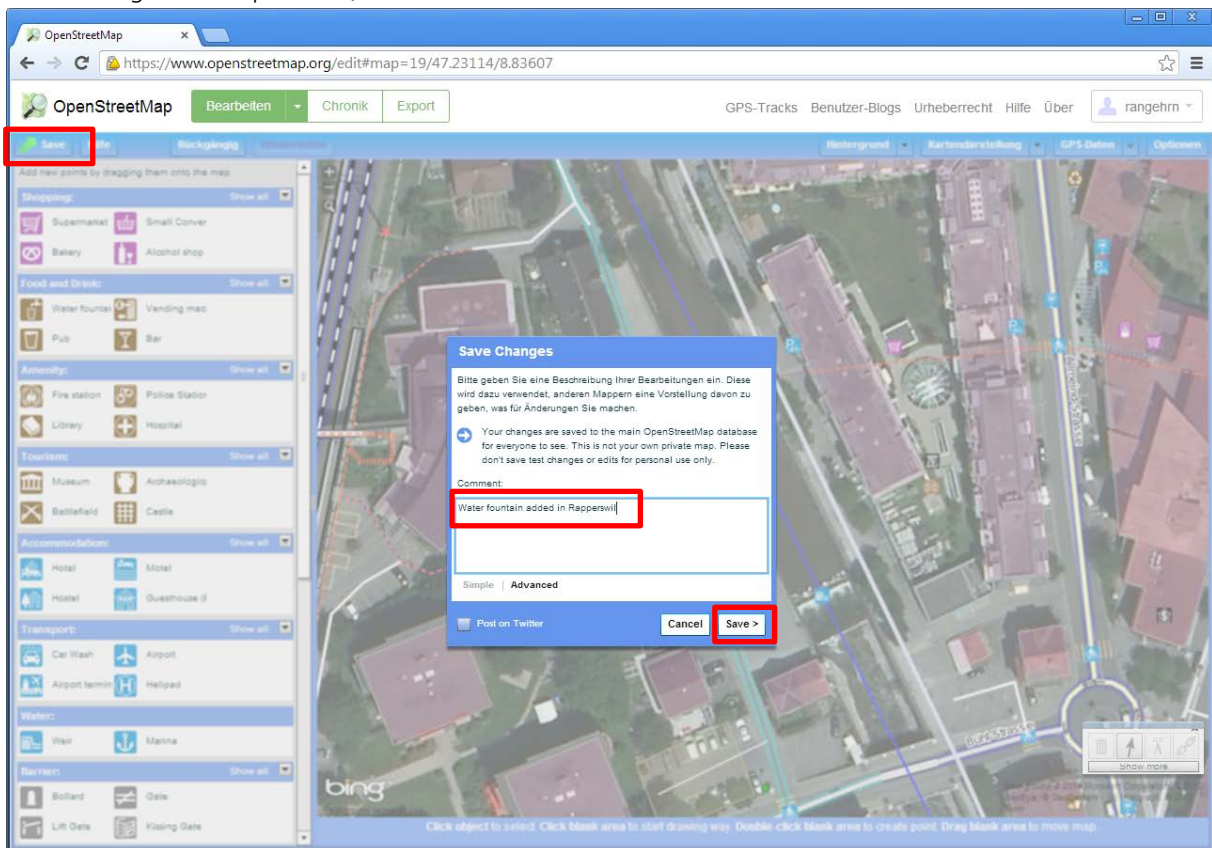 OpenStreetMap
https://www.openstreetmap.org/edit#map=19/47.23114/8.83607
OpenStreetMap Bearbeiten Chronik Export GPS-Tracks Benutzer-Blogs Urheberrecht Hilfe Über rangehrn
Save Rückgängig Hintergrund Kartendarstellung GPS-Daten Optionen
Add new points by dragging them onto the map
Shopping: Show all
Supermarket Small Conver
Bakery Alcohol shop
Food and Drink: Show all
Water fountai Vending mac
Pub Bar
Amenity: Show all
Fire station Police Station
Library Hospital
Tourism: Show all
Museum Archaeologic
Battlefield Castle
Accommodation: Show all
Hotel Motel
Hostel Guesthouse (B
Transport: Show all
Car Wash Airport
Airport termin Helipad
Water:
Weir Marina
Barrier: Show all
Bollard Gate
Lift Gate Kissing Gate
Save Changes
Bitte geben Sie eine Beschreibung Ihrer Bearbeitungen ein. Diese
wird dazu verwendet, anderen Mappern eine Vorstellung davon zu
geben, was für Änderungen Sie machen.
Your changes are saved to the main OpenStreetMap database
for everyone to see. This is not your own private map. Please
don't save test changes or edits for personal use only.
Comment:
Water fountain added in Rapperswil
Simple | Advanced
Post on Twitter Cancel Save >
Show more
bing
Click object to select. Click blank area to start drawing way. Double-click blank area to create point. Drag blank area to move map.